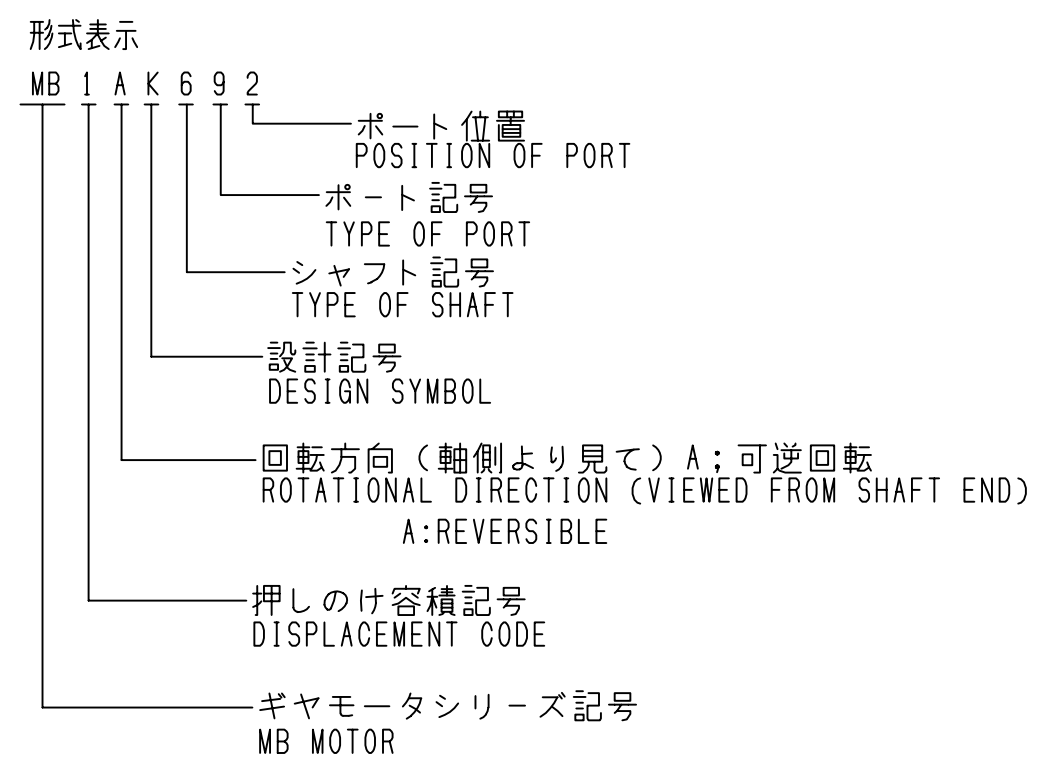 形式表示
MB 1 A K 6 9 2
ポート位置
POSITION OF PORT
ポート記号
TYPE OF PORT
シャフト記号
TYPE OF SHAFT
設計記号
DESIGN SYMBOL
回転方向（軸側より見て）A；可逆回転
ROTATIONAL DIRECTION (VIEWED FROM SHAFT END)
A:REVERSIBLE
押しのけ容積記号
DISPLACEMENT CODE
ギヤモータシリーズ記号
MB MOTOR